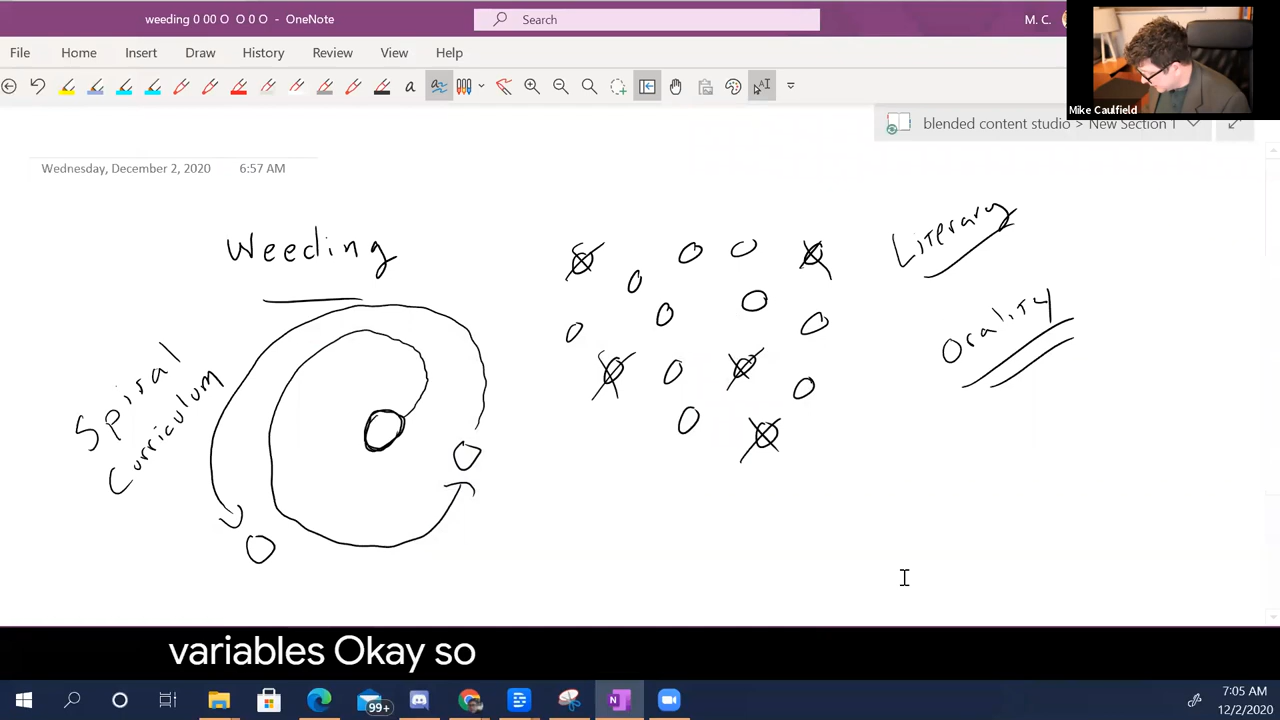 weeding 0 00 O O 0 O - OneNote
Search
M. C.
File Home Insert Draw History Review View Help
Mike Caulfield
blended content studio > New Section 1
Wednesday, December 2, 2020 6:57 AM
Weeding
Spiral
Curriculum
Literary
Orality
variables Okay so
99+
N
7:05 AM
12/2/2020